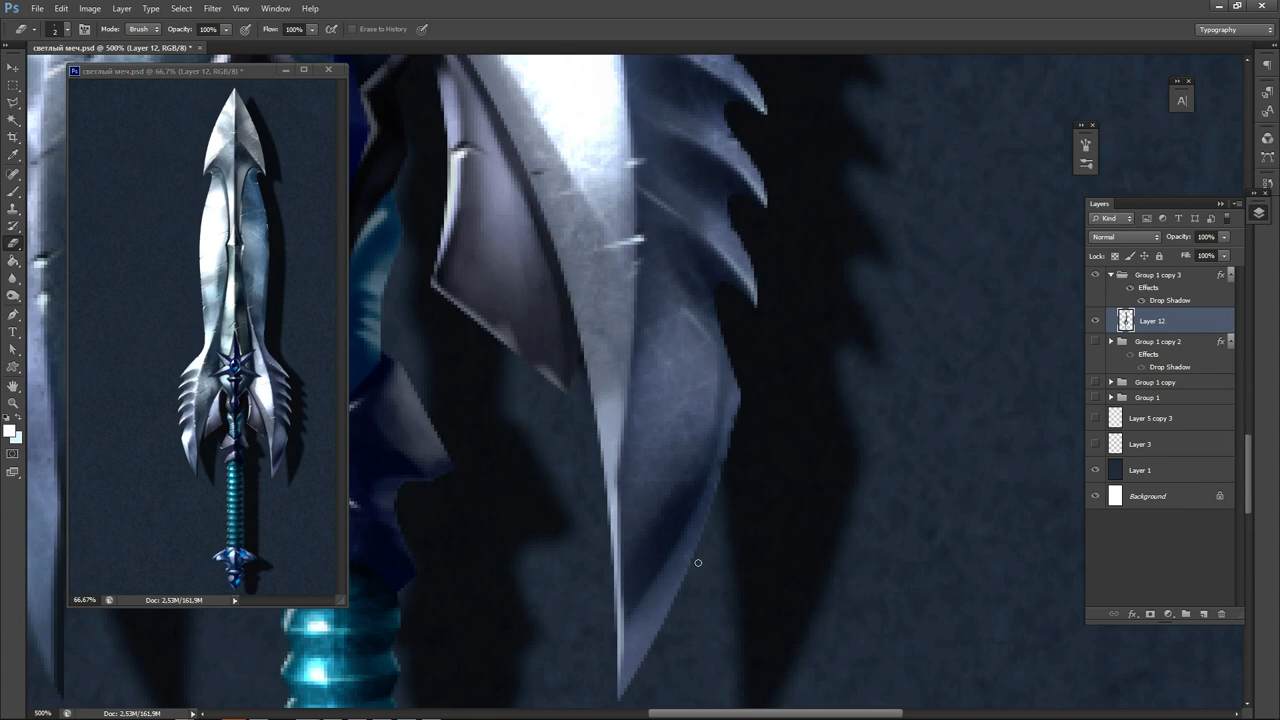 Ps File Edit Image Layer Type Select Filter View Window Help
2 Mode: Brush Opacity: 100% Flow: 100% Erase to History Typography
светлый меч.psd @ 500% (Layer 12, RGB/8) * ×
Ps светлый меч.psd @ 66,7% (Layer 12, RGB/8) *
A|
Layers
Kind
Normal Opacity: 100%
Lock: Fill: 100%
Group 1 copy 3 fx
Effects
Drop Shadow
Layer 12
Group 1 copy 2 fx
Effects
Drop Shadow
Group 1 copy
Group 1
Layer 5 copy 3
Layer 3
Layer 1
Background
66.67% Doc: 2,53M/161,9M
500% Doc: 2,53M/161,9M